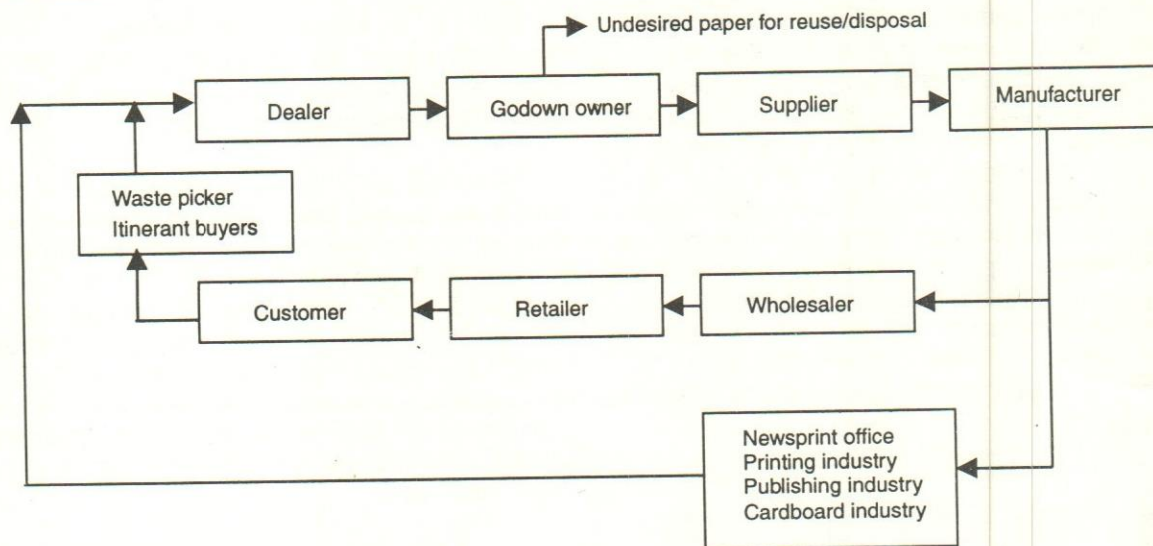 Undesired paper for reuse/disposal
Dealer
Godown owner
Supplier
Manufacturer
Waste picker
Itinerant buyers
Customer
Retailer
Wholesaler
Newsprint office
Printing industry
Publishing industry
Cardboard industry